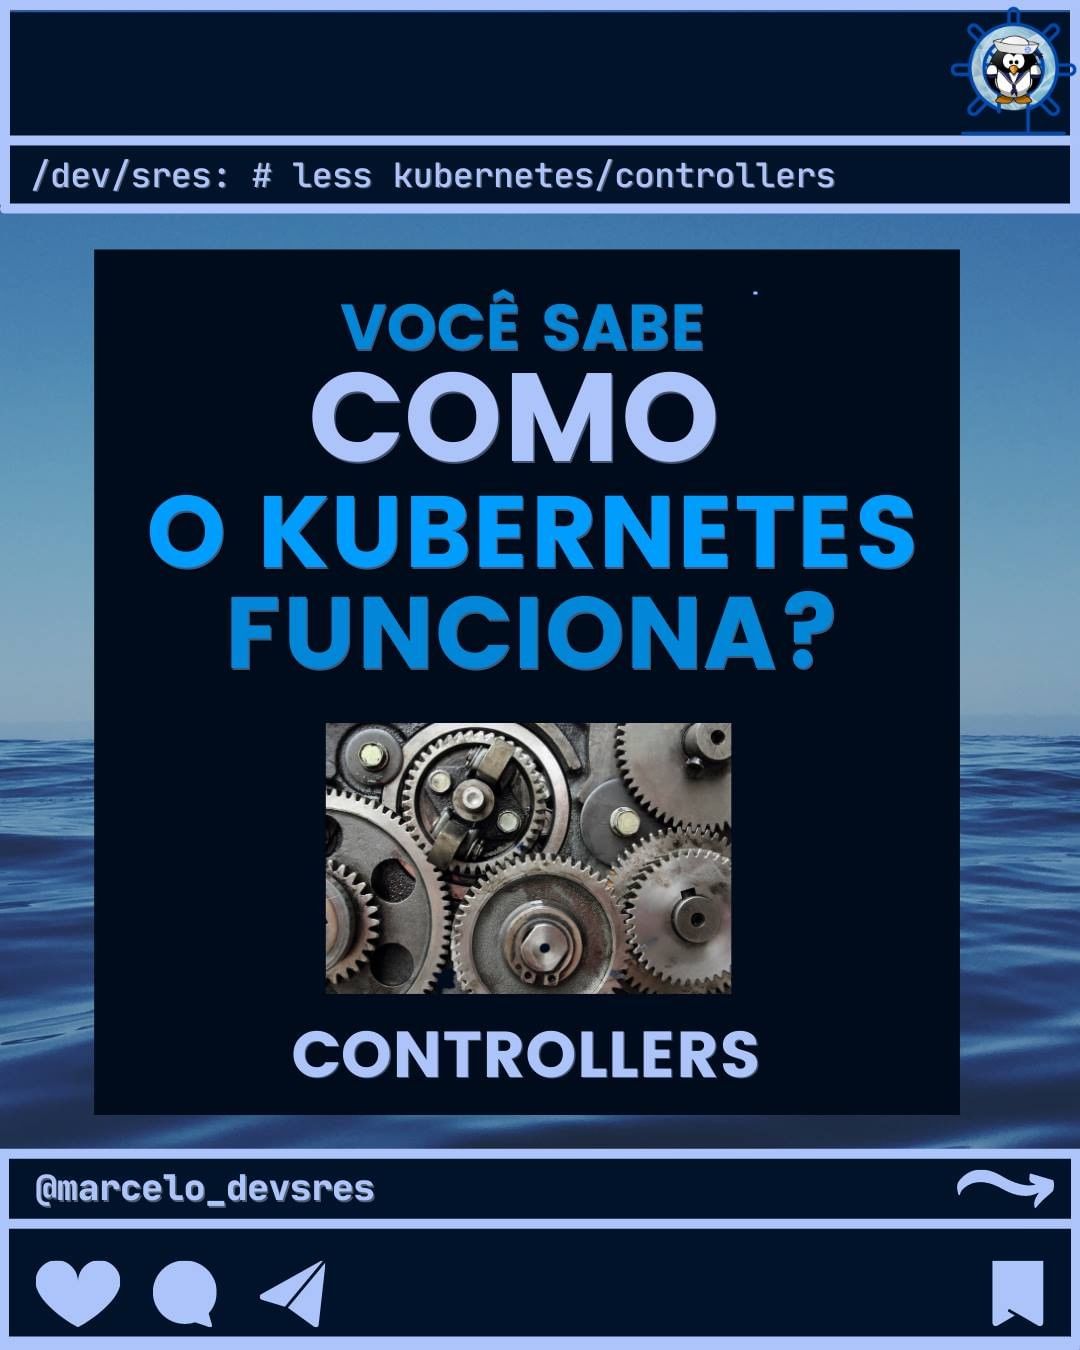 /dev/sres: # less kubernetes/controllers
VOCÊ SABE
COMO
O KUBERNETES
FUNCIONA?
CONTROLLERS
@marcelo_devsres